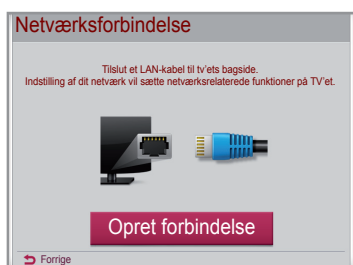 Netværksforbindelse
Tilslut et LAN-kabel til tv'ets bagside.
Indstilling af dit netværk vil sætte netværksrelaterede funktioner på TV'et.
Opret forbindelse
Forrige